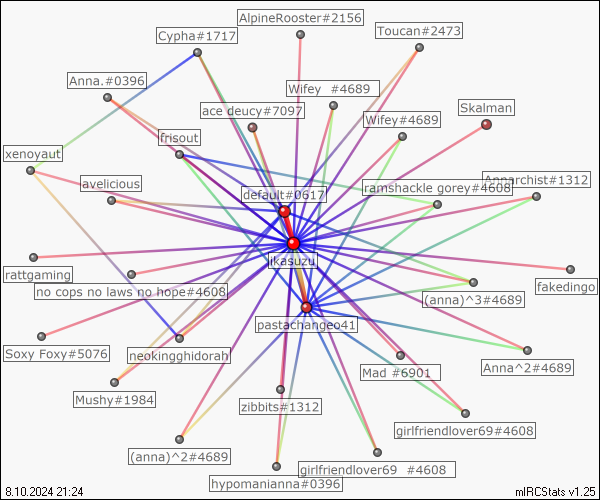 AlpineRooster#2156
Toucan#2473
Cypha#1717
Anna.#0396
Wifey  #4689
ace deucy#7097
Skalman
Wifey#4689
frisout
xenoyaut
avelicious
default#0617
ramshackle gorey#4608
Annarchist#1312
jikasuzu
rattgaming
fakedingo
no cops no laws no hope#4608
(anna)^3#4689
pastachangeo41
Soxy Foxy#5076
neokingghidorah
Mad #6901
Anna^2#4689
Mushy#1984
zibbits#1312
girlfriendlover69#4608
(anna)^2#4689
girlfriendlover69  #4608
hypomanianna#0396
8.10.2024 21:24
mIRCStats v1.25